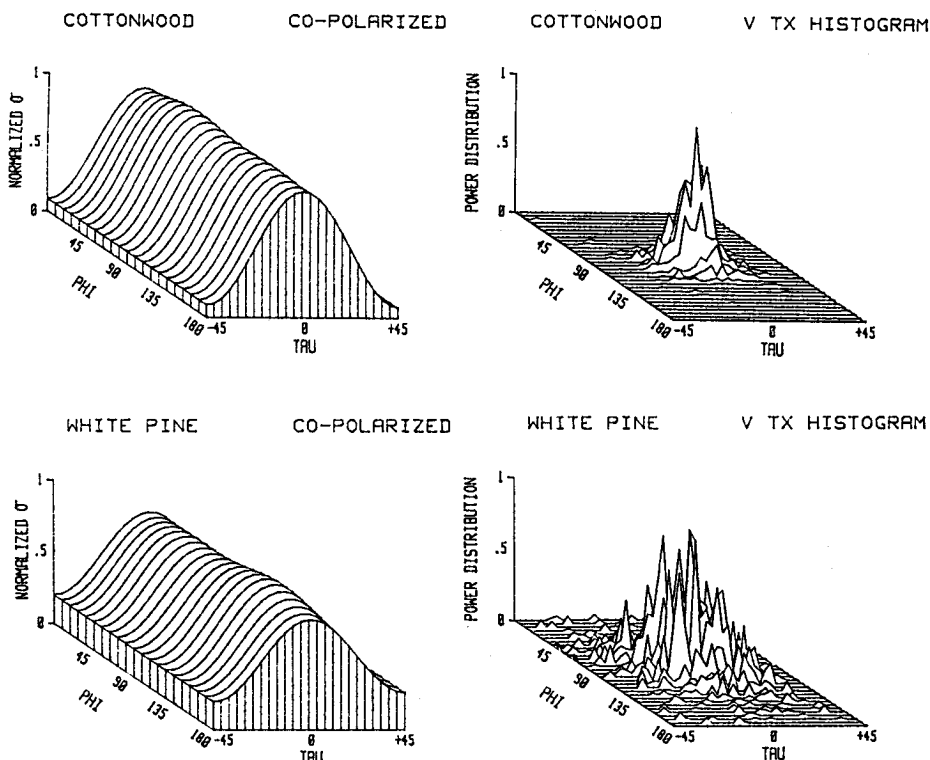 COTTONWOOD CO-POLARIZED
NORMALIZED σ
1
.5
0
45
90
135
180
PHI
-45
0
+45
TAU
COTTONWOOD V TX HISTOGRAM
POWER DISTRIBUTION
1
.5
0
45
90
135
180
PHI
-45
0
+45
TAU
WHITE PINE CO-POLARIZED
NORMALIZED σ
1
.5
0
45
90
135
180
PHI
-45
0
+45
TAU
WHITE PINE V TX HISTOGRAM
POWER DISTRIBUTION
1
.5
0
45
90
135
180
PHI
-45
0
+45
TAU